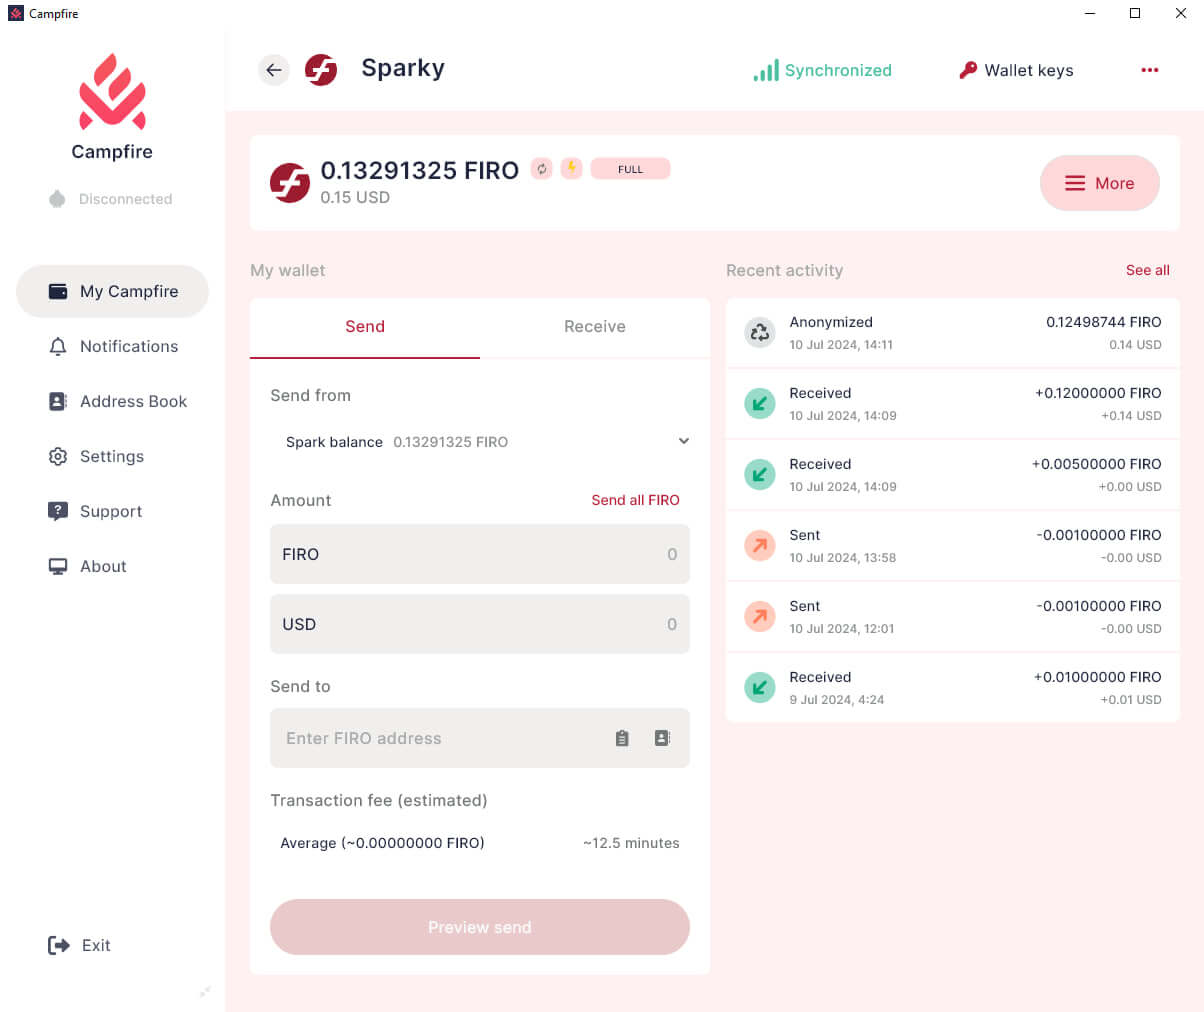 Campfire
Campfire
Disconnected
My Campfire
Notifications
Address Book
Settings
Support
About
Exit
Sparky
Synchronized
Wallet keys
0.13291325 FIRO
FULL
0.15 USD
More
My wallet
Send
Receive
Send from
Spark balance 0.13291325 FIRO
Amount
Send all FIRO
FIRO 0
USD 0
Send to
Enter FIRO address
Transaction fee (estimated)
Average (~0.00000000 FIRO) ~12.5 minutes
Preview send
Recent activity
See all
Anonymized 0.12498744 FIRO
10 Jul 2024, 14:11 0.14 USD
Received +0.12000000 FIRO
10 Jul 2024, 14:09 +0.14 USD
Received +0.00500000 FIRO
10 Jul 2024, 14:09 +0.00 USD
Sent -0.00100000 FIRO
10 Jul 2024, 13:58 -0.00 USD
Sent -0.00100000 FIRO
10 Jul 2024, 12:01 -0.00 USD
Received +0.01000000 FIRO
9 Jul 2024, 4:24 +0.01 USD